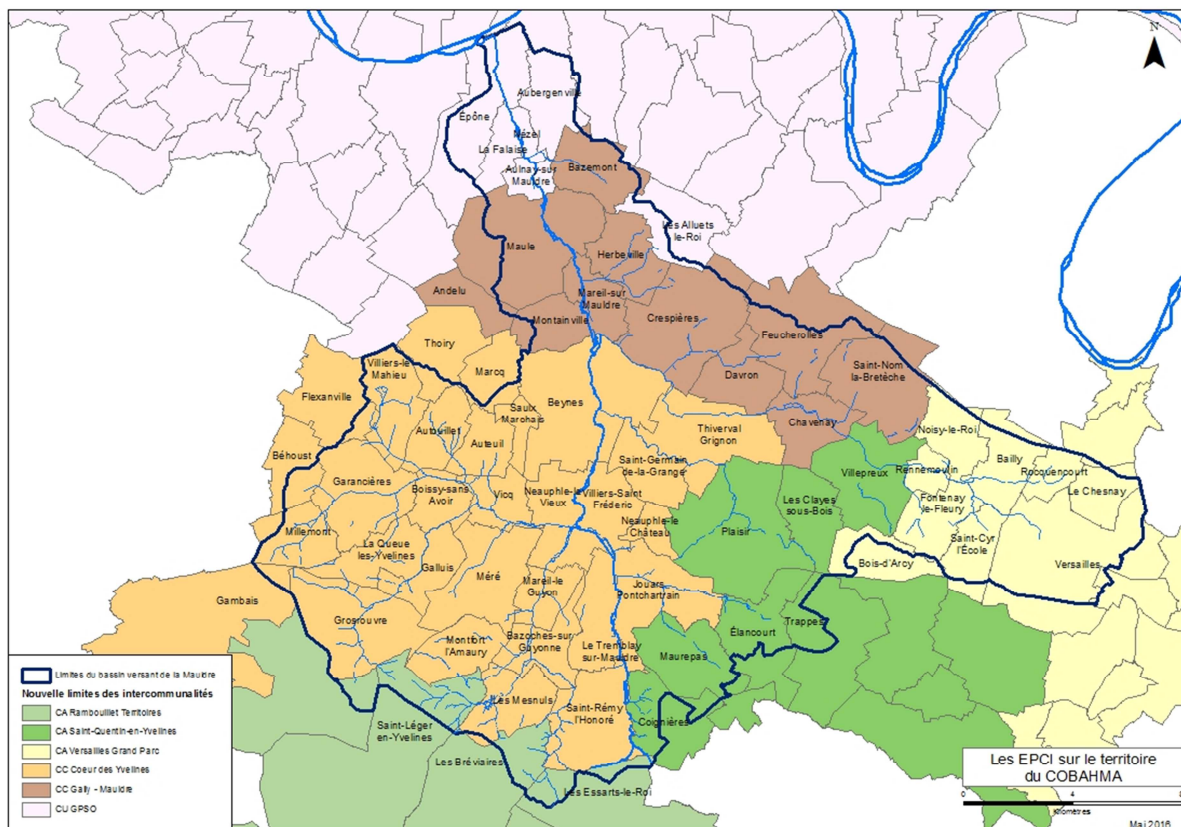 N
Aubergenville
Épône
Nézel
La Falaise
Aulnay-sur
Mauldre
Bazemont
Les Alluets
le-Roi
Maule
Herbeville
Andelu
Mareil-sur
Mauldre
Montainville
Crespières
Feucherolles
Thoiry
Davron
Saint-Nom
la-Bretèche
Villiers-le
Mahieu
Marcq
Flexanville
Saulx
Marchais
Beynes
Chavenay
Autouillet
Auteuil
Thiverval
Grignon
Noisy-le-Roi
Béhoust
Saint-Germain
de-la-Grange
Bailly
Rennemoulin
Rocquencourt
Villepreux
Garancières
Boissy-sans
Avoir
Vicq
Neauphle-le
Vieux
Villiers-Saint
Fréderic
Les Clayes
sous-Bois
Fontenay
le-Fleury
Le Chesnay
Neauphle-le
Château
Plaisir
Millemont
La Queue
les-Yvelines
Saint-Cyr
l'École
Galluis
Méré
Mareil-le
Guyon
Bois-d'Arcy
Versailles
Jouars
Pontchartrain
Gambais
Grosrouvre
Montfort
l'Amaury
Bazoches-sur
Guyonne
Le Tremblay
sur-Mauldre
Élancourt
Trappes
Maurepas
Les Mesnuls
Saint-Rémy
l'Honoré
Coignières
Saint-Léger
en-Yvelines
Les Bréviaires
Les Essarts-le-Roi
Limites du bassin versant de la Mauldre
Nouvelle limites des intercommunalités
CA Rambouillet Territoires
CA Saint-Quentin-en-Yvelines
CA Versailles Grand Parc
CC Coeur des Yvelines
CC Gally - Mauldre
CU GPSO
Les EPCI sur le territoire
du COBAHMA
0 4 8
Kilomètres
Mai 2016